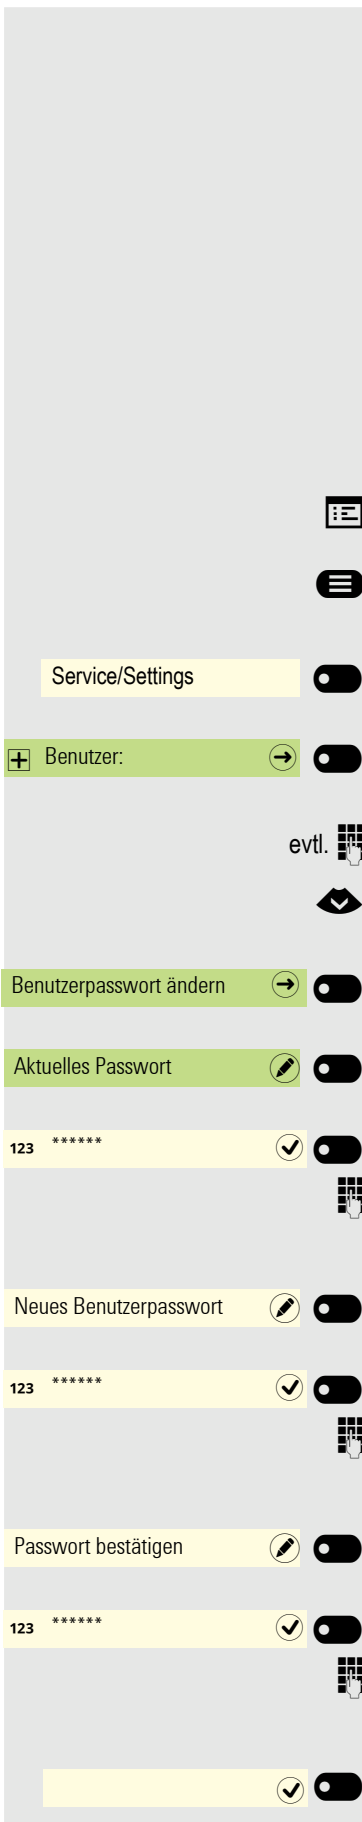 Service/Settings
Benutzer:
evtl.
Benutzerpasswort ändern
Aktuelles Passwort
123 ******
Neues Benutzerpasswort
123 ******
Passwort bestätigen
123 ******